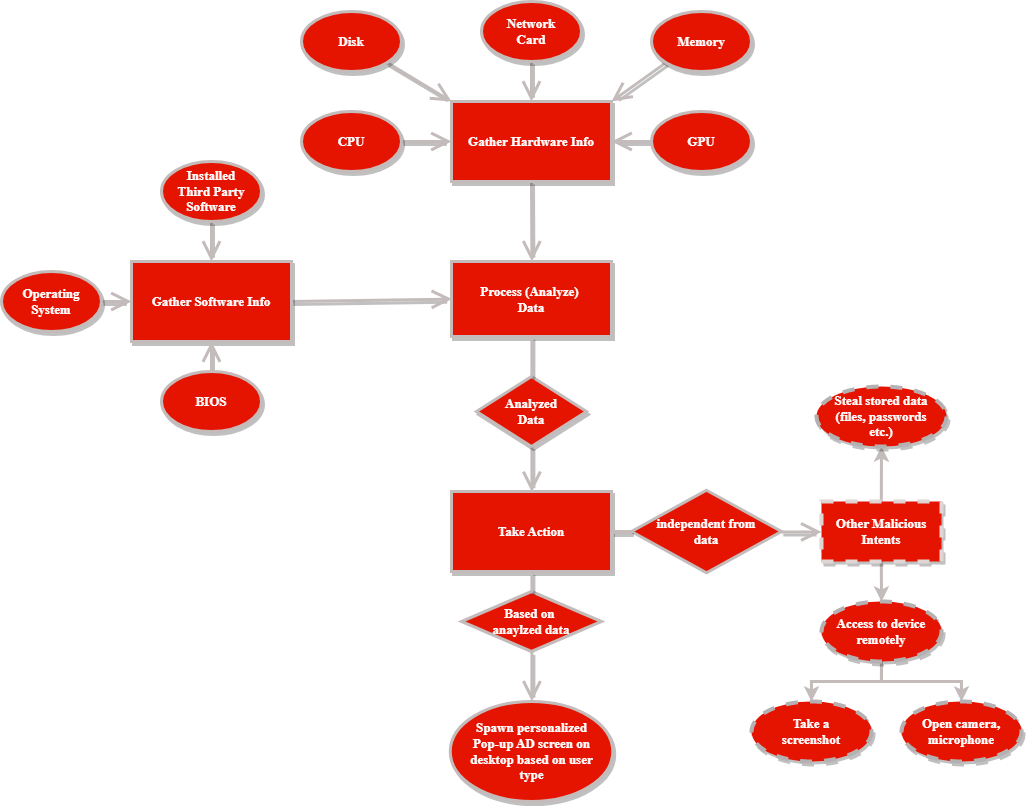 Disk
Network
Card
Memory
CPU
Gather Hardware Info
GPU
Installed
Third Party
Software
Operating
System
Gather Software Info
Process (Analyze)
Data
BIOS
Analyzed
Data
Steal stored data
(files, passwords
etc.)
Take Action
independent from
data
Other Malicious
Intents
Based on
anaylzed data
Access to device
remotely
Spawn personalized
Pop-up AD screen on
desktop based on user
type
Take a
screenshot
Open camera,
microphone